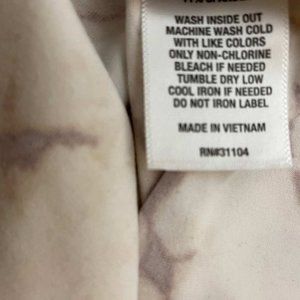 WASH INSIDE OUT
MACHINE WASH COLD
WITH LIKE COLORS
ONLY NON-CHLORINE
BLEACH IF NEEDED
TUMBLE DRY LOW
COOL IRON IF NEEDED
DO NOT IRON LABEL
MADE IN VIETNAM
RN#31104